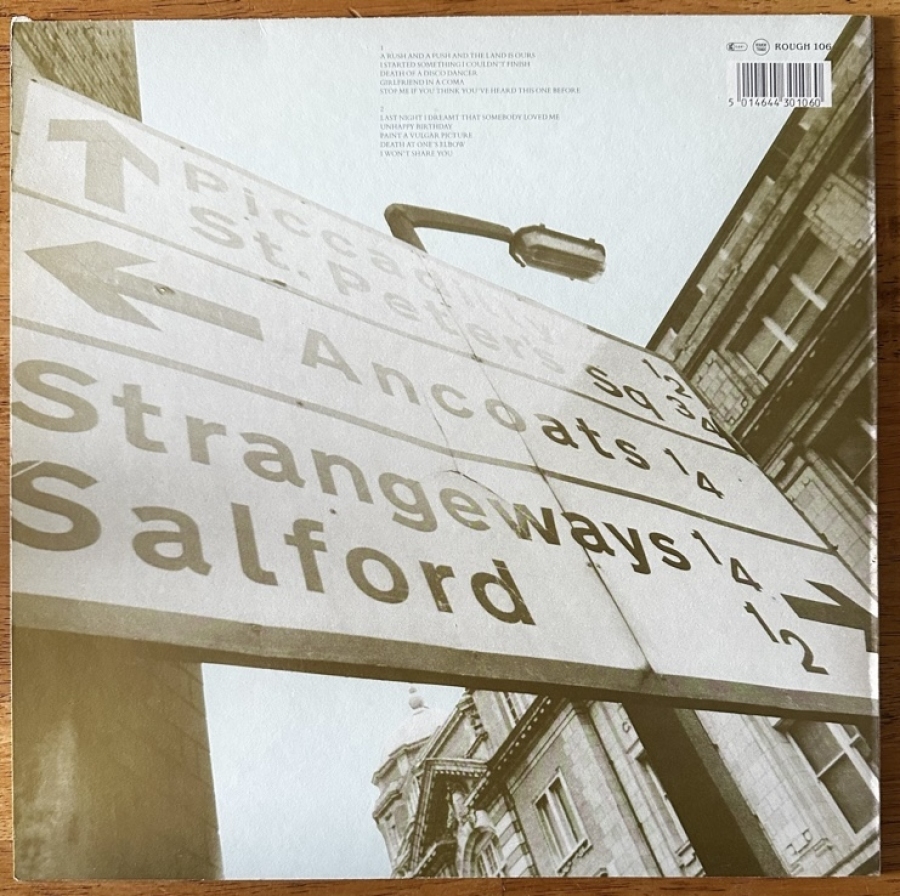 1
A RUSH AND A PUSH AND THE LAND IS OURS
I STARTED SOMETHING I COULDN'T FINISH
DEATH OF A DISCO DANCER
GIRLFRIEND IN A COMA
STOP ME IF YOU THINK YOU'VE HEARD THIS ONE BEFORE
2
LAST NIGHT I DREAMT THAT SOMEBODY LOVED ME
UNHAPPY BIRTHDAY
PAINT A VULGAR PICTURE
DEATH AT ONE'S ELBOW
I WON'T SHARE YOU
ROUGH 106
5 014644 301060
Piccadilly 1/2
St. Peter's Sq 3/4
Ancoats 1/4
Strangeways 1/4
Salford 1/2